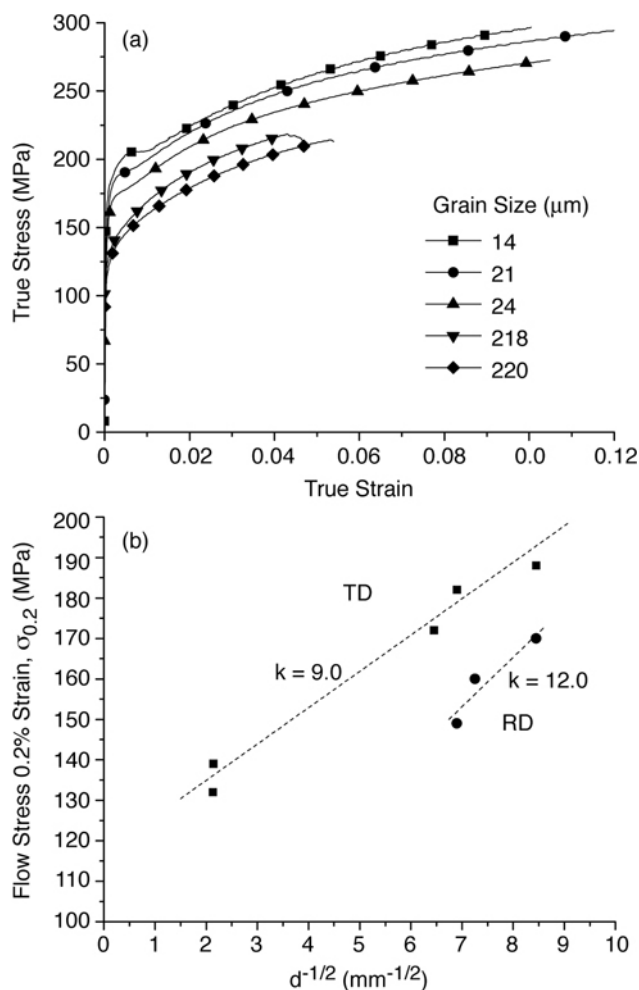 (a)
300
250
200
150
100
50
0
True Stress (MPa)
Grain Size (μm)
14
21
24
218
220
0 0.02 0.04 0.06 0.08 0.0 0.12
True Strain
(b)
200
190
180
170
160
150
140
130
120
110
100
Flow Stress 0.2% Strain, σ0.2 (MPa)
TD
k = 9.0
k = 12.0
RD
0 1 2 3 4 5 6 7 8 9 10
d-1/2 (mm-1/2)